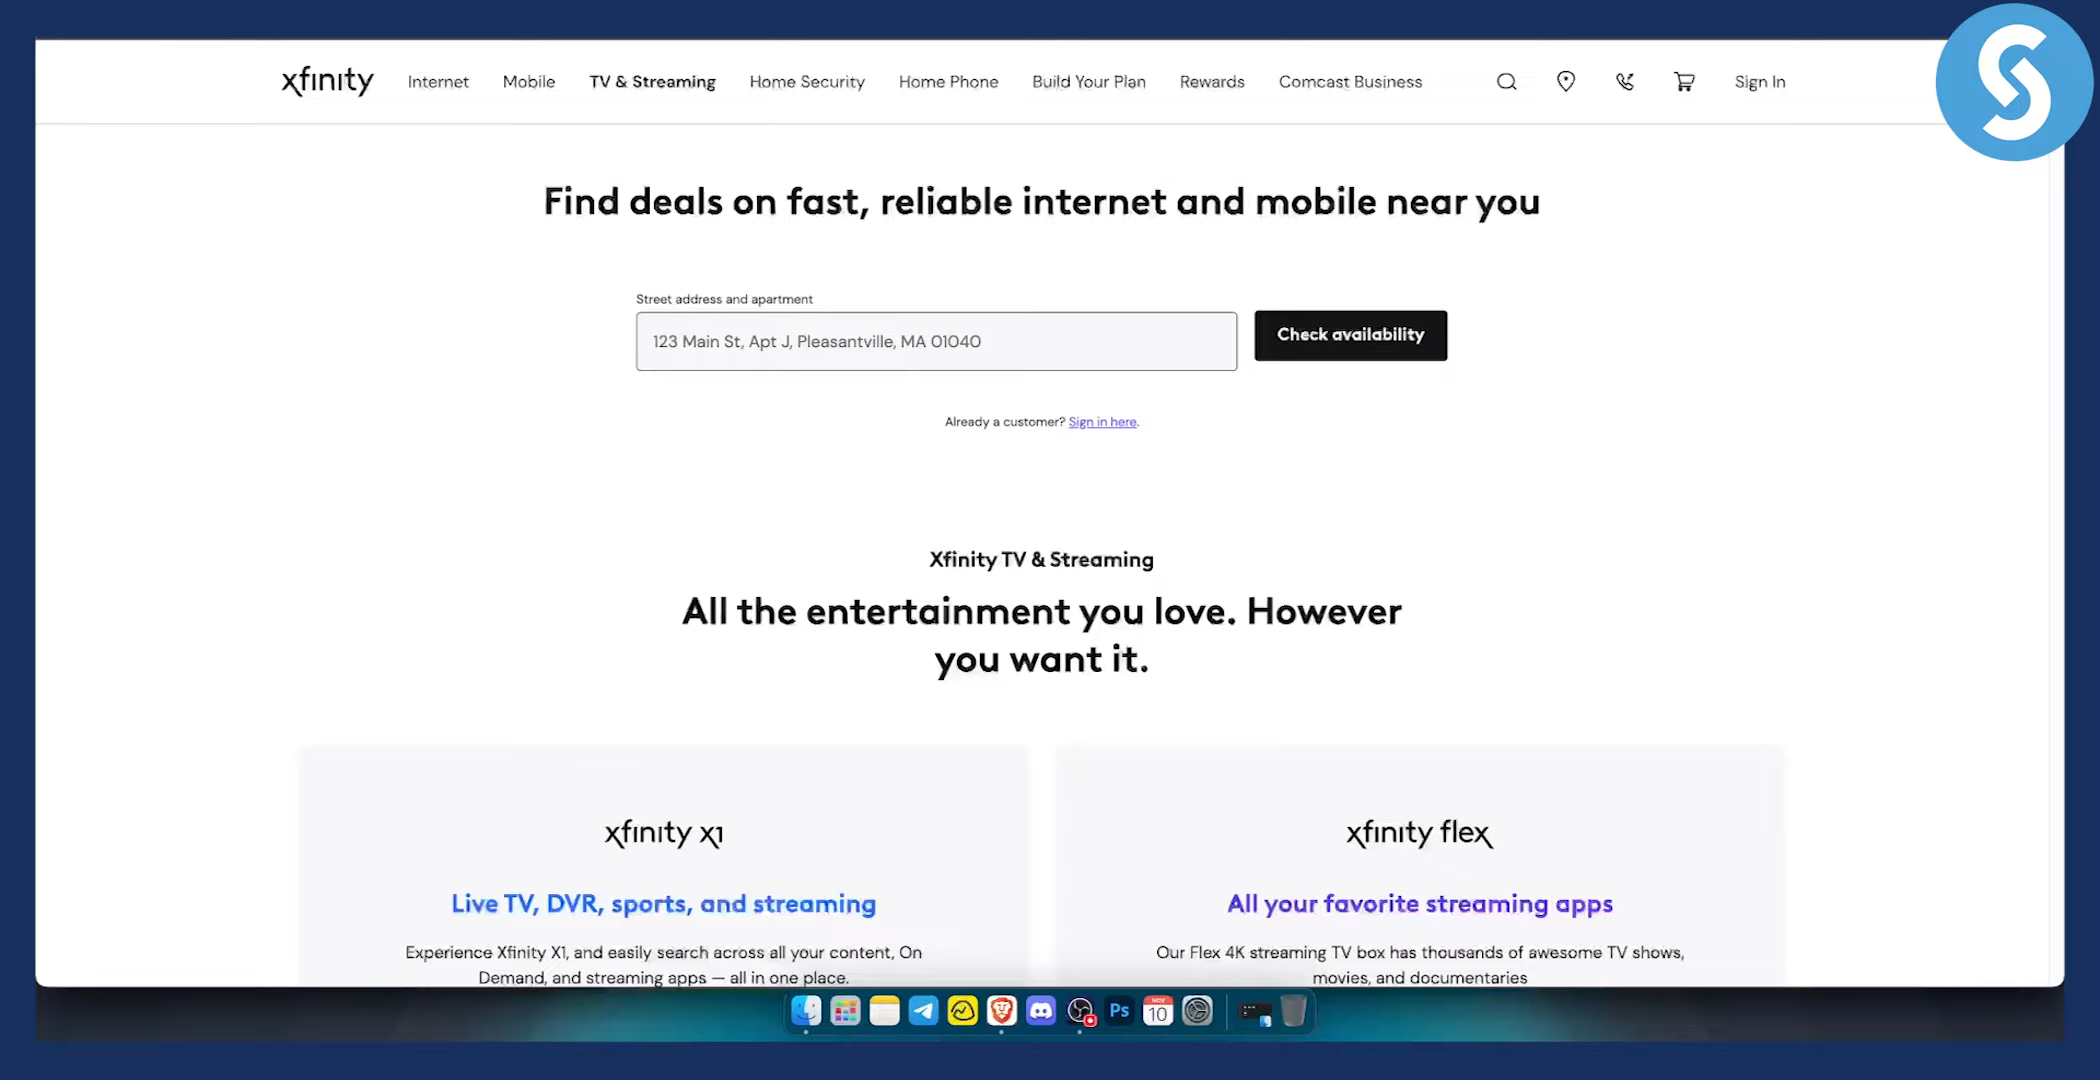 xfinity
Internet
Mobile
TV & Streaming
Home Security
Home Phone
Build Your Plan
Rewards
Comcast Business
Sign In
Find deals on fast, reliable internet and mobile near you
Street address and apartment
123 Main St, Apt J, Pleasantville, MA 01040
Check availability
Already a customer? Sign in here.
Xfinity TV & Streaming
All the entertainment you love. However
you want it.
xfinity x1
Live TV, DVR, sports, and streaming
Experience Xfinity X1, and easily search across all your content, On
Demand, and streaming apps — all in one place.
xfinity flex
All your favorite streaming apps
Our Flex 4K streaming TV box has thousands of awesome TV shows,
movies, and documentaries
Ps
NOV
10